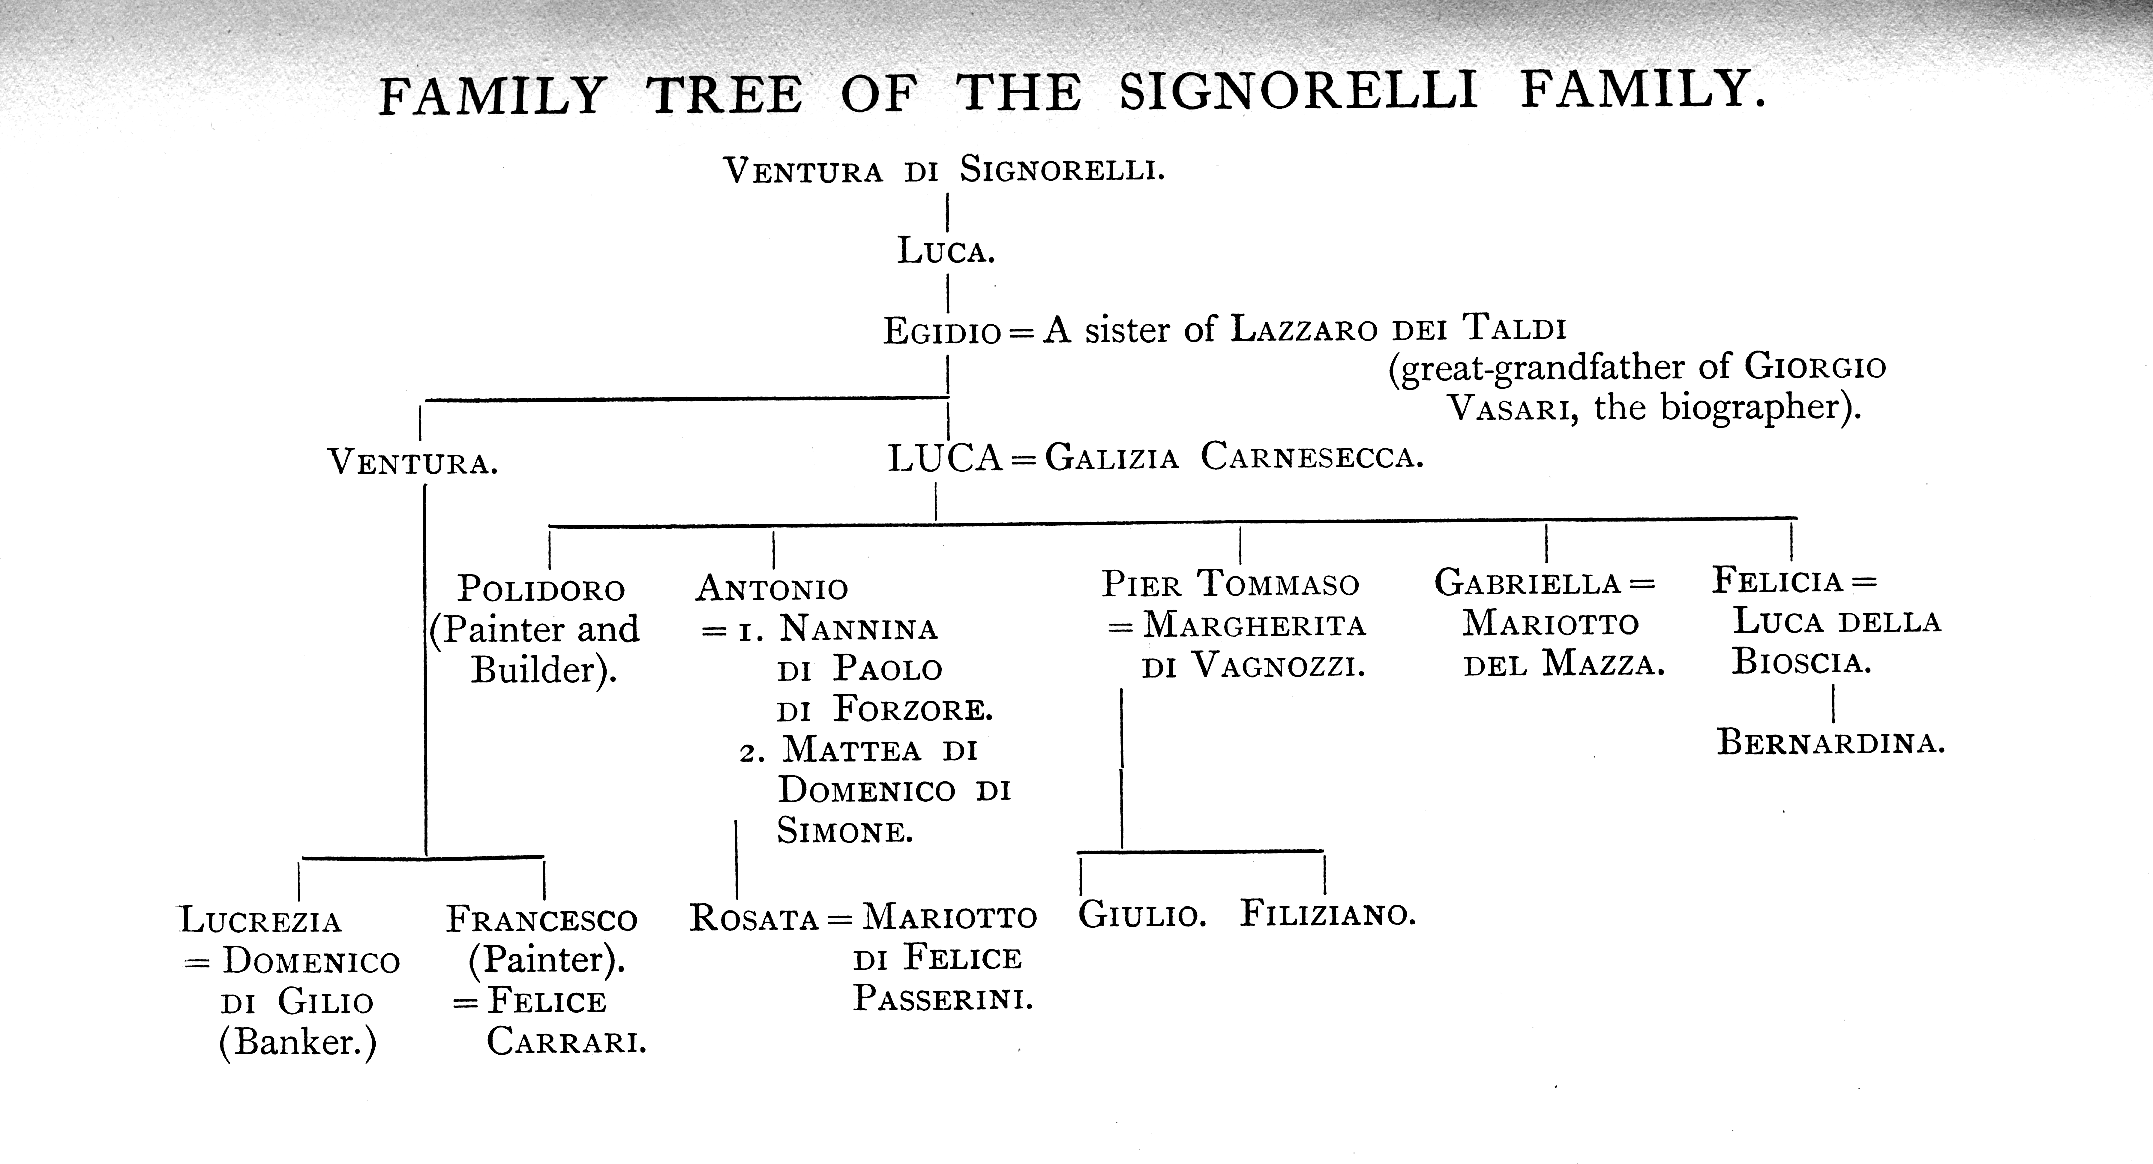 FAMILY TREE OF THE SIGNORELLI FAMILY.
VENTURA DI SIGNORELLI.
LUCA.
EGIDIO = A sister of LAZZARO DEI TALDI
(great-grandfather of GIORGIO
VASARI, the biographer).
VENTURA.
LUCA = GALIZIA CARNESECCA.
POLIDORO
(Painter and
Builder).
ANTONIO
= 1. NANNINA
DI PAOLO
DI FORZORE.
2. MATTEA DI
DOMENICO DI
SIMONE.
PIER TOMMASO
= MARGHERITA
DI VAGNOZZI.
GABRIELLA =
MARIOTTO
DEL MAZZA.
FELICIA =
LUCA DELLA
BIOSCIA.
BERNARDINA.
LUCREZIA
= DOMENICO
DI GILIO
(Banker.)
FRANCESCO
(Painter).
= FELICE
CARRARI.
ROSATA = MARIOTTO
DI FELICE
PASSERINI.
GIULIO.
FILIZIANO.